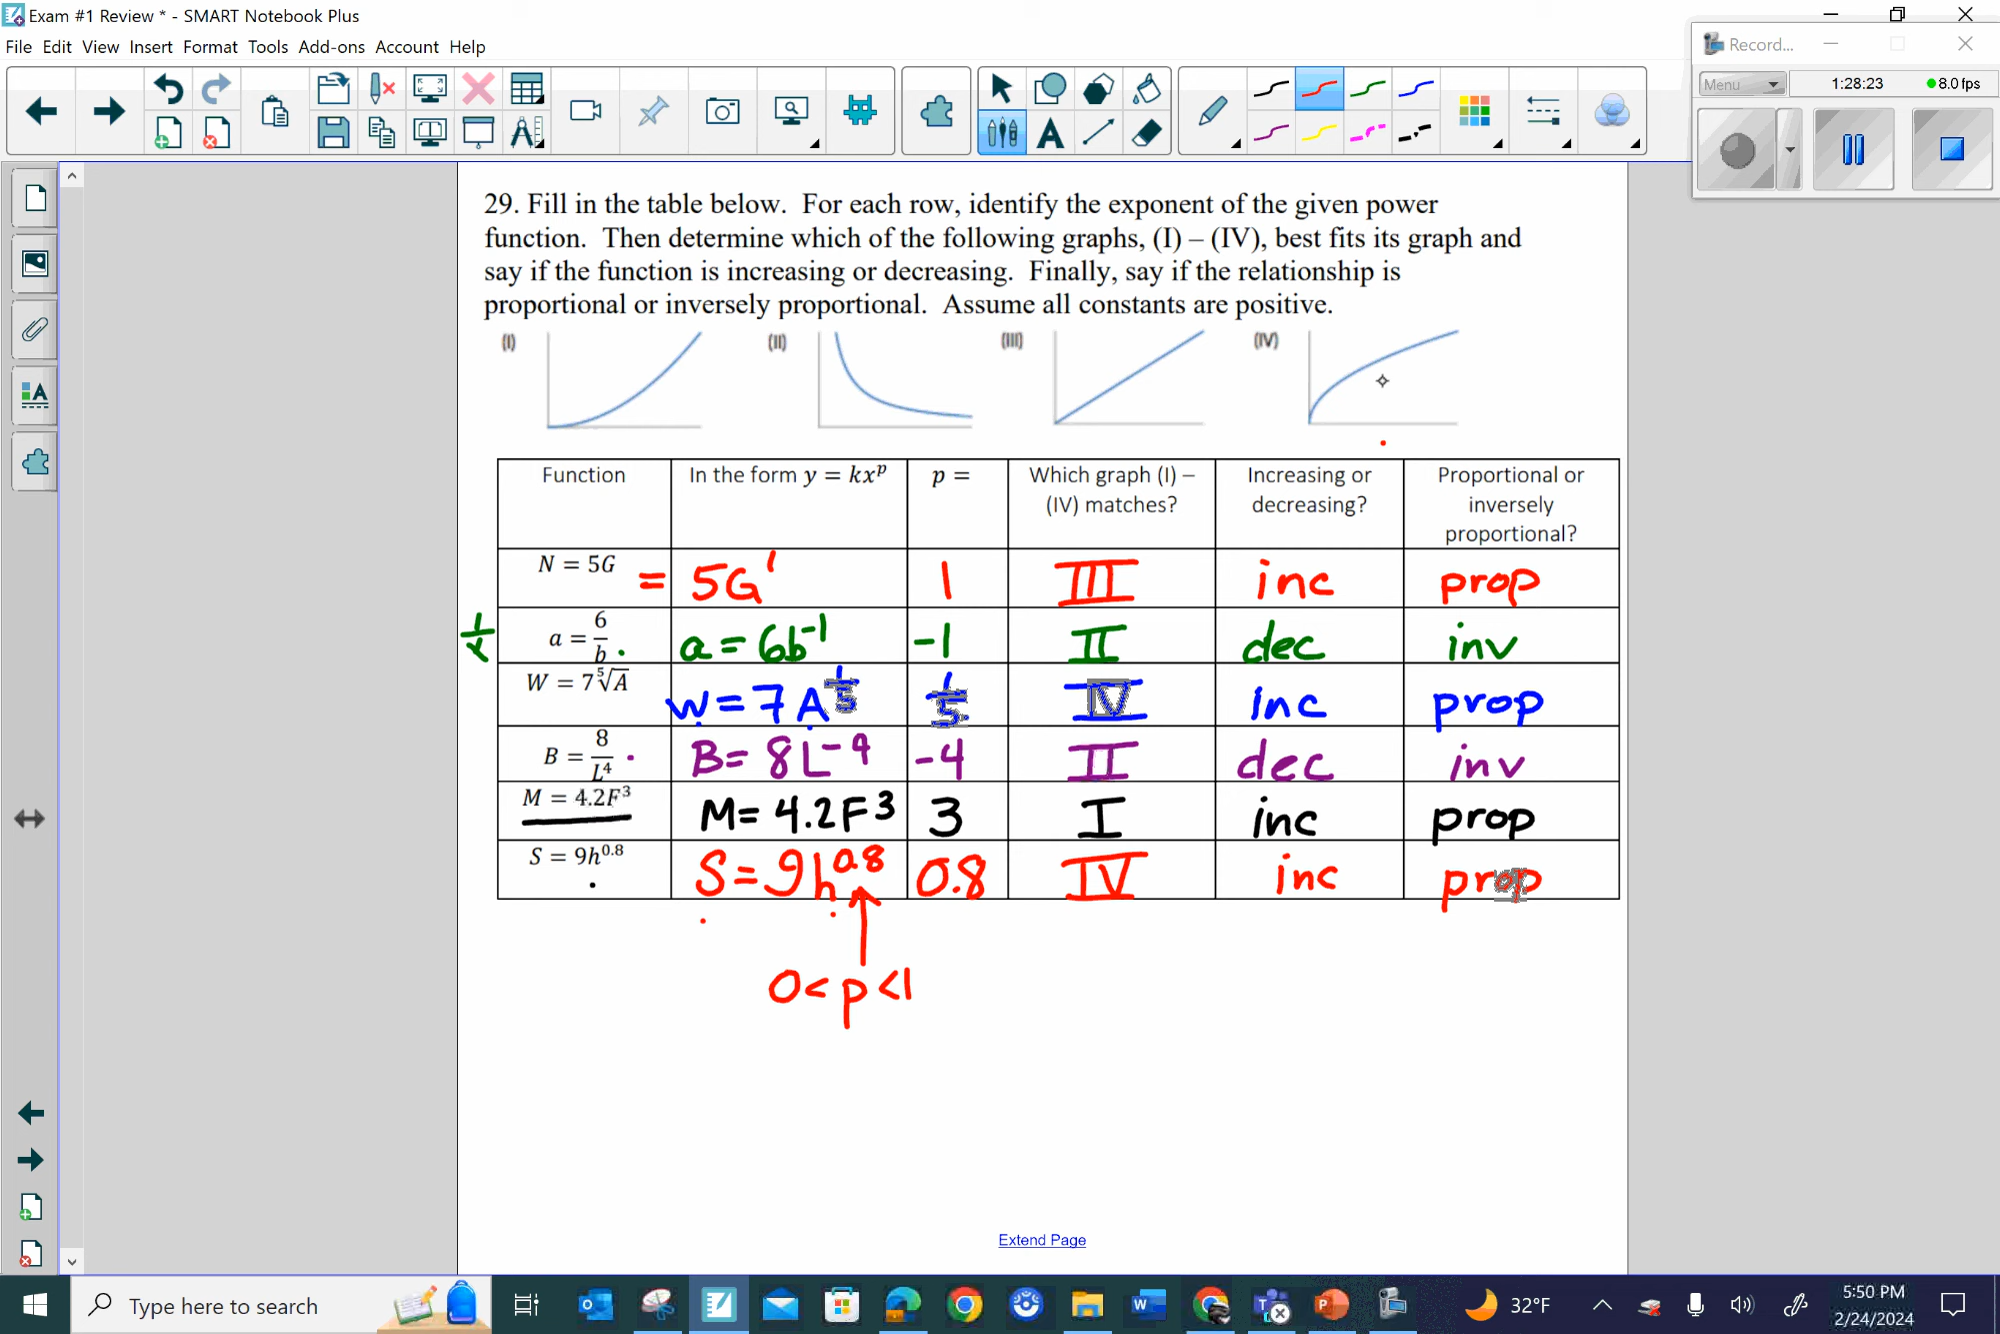 Exam #1 Review * - SMART Notebook Plus
File Edit View Insert Format Tools Add-ons Account Help
Record...
Menu 1:28:23 8.0 fps
29. Fill in the table below. For each row, identify the exponent of the given power
function. Then determine which of the following graphs, (I) – (IV), best fits its graph and
say if the function is increasing or decreasing. Finally, say if the relationship is
proportional or inversely proportional. Assume all constants are positive.
(I) (II) (III) (IV)
Function In the form y = kxᵖ p = Which graph (I) – (IV) matches? Increasing or decreasing? Proportional or inversely proportional?
N = 5G = 5G¹ 1 III inc prop
1/x a = 6/b a = 6b⁻¹ -1 II dec inv
W = 7⁵√A W = 7A^1/5 1/5 IV inc prop
B = 8/L⁴ B = 8L⁻⁴ -4 II dec inv
M = 4.2F³ M = 4.2F³ 3 I inc prop
S = 9h^0.8 S = 9h^0.8 0.8 IV inc prop
0 < p < 1
Extend Page
Type here to search
32°F
5:50 PM
2/24/2024